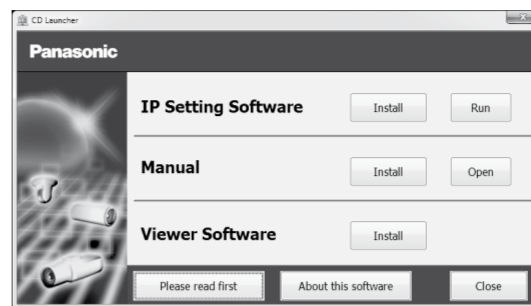 CD Launcher
Panasonic
IP Setting Software Install Run
Manual Install Open
Viewer Software Install
Please read first About this software Close